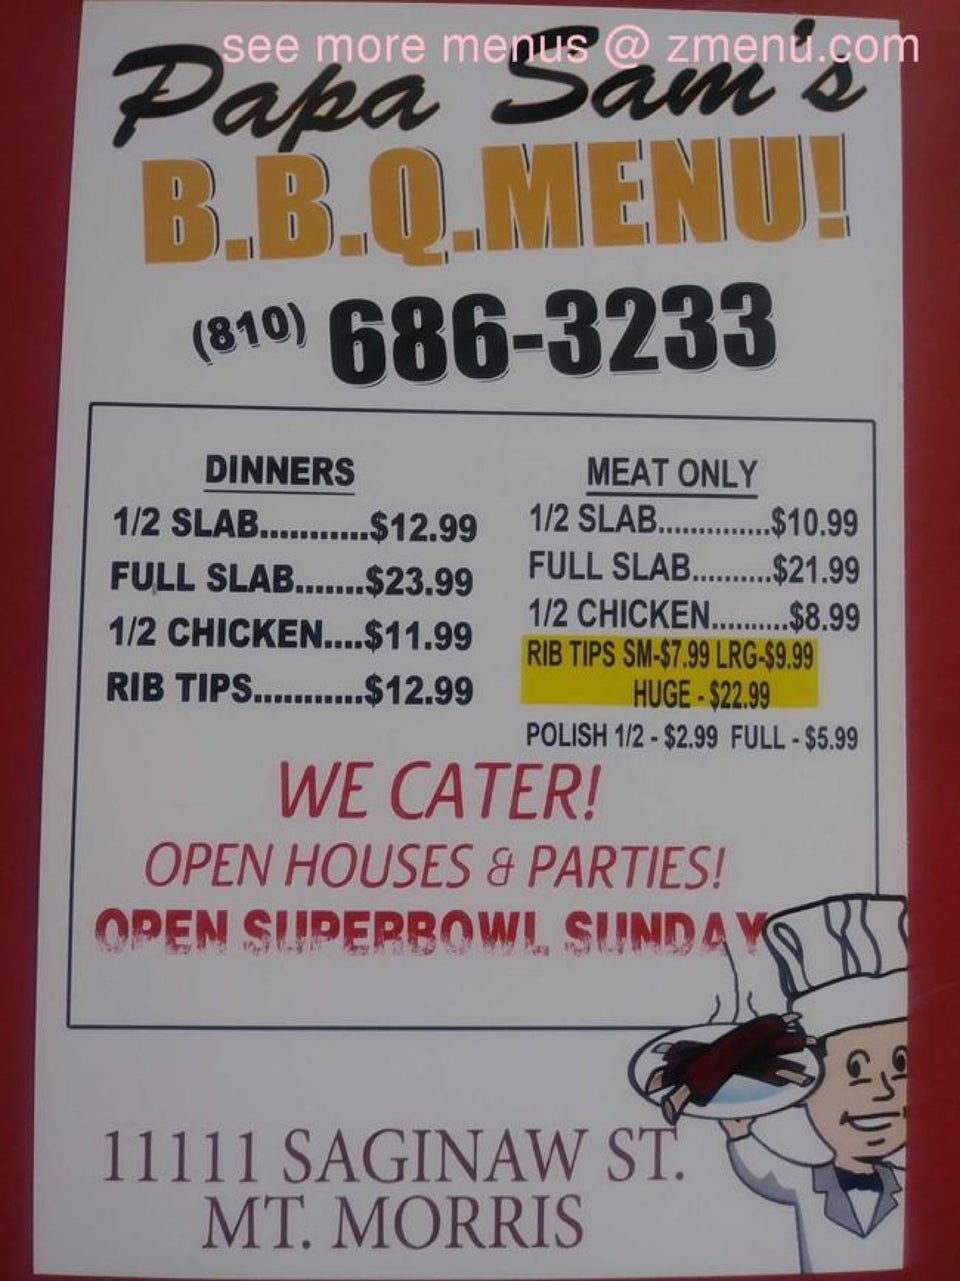 see more menus @ zmenu.com
Papa Sam's
B.B.Q.MENU!
(810) 686-3233
DINNERS
1/2 SLAB...........$12.99
FULL SLAB.......$23.99
1/2 CHICKEN....$11.99
RIB TIPS...........$12.99
MEAT ONLY
1/2 SLAB..............$10.99
FULL SLAB..........$21.99
1/2 CHICKEN..........$8.99
RIB TIPS SM-$7.99 LRG-$9.99
HUGE - $22.99
POLISH 1/2 - $2.99 FULL - $5.99
WE CATER!
OPEN HOUSES & PARTIES!
OPEN SUPERBOWL SUNDAY
11111 SAGINAW ST.
MT. MORRIS